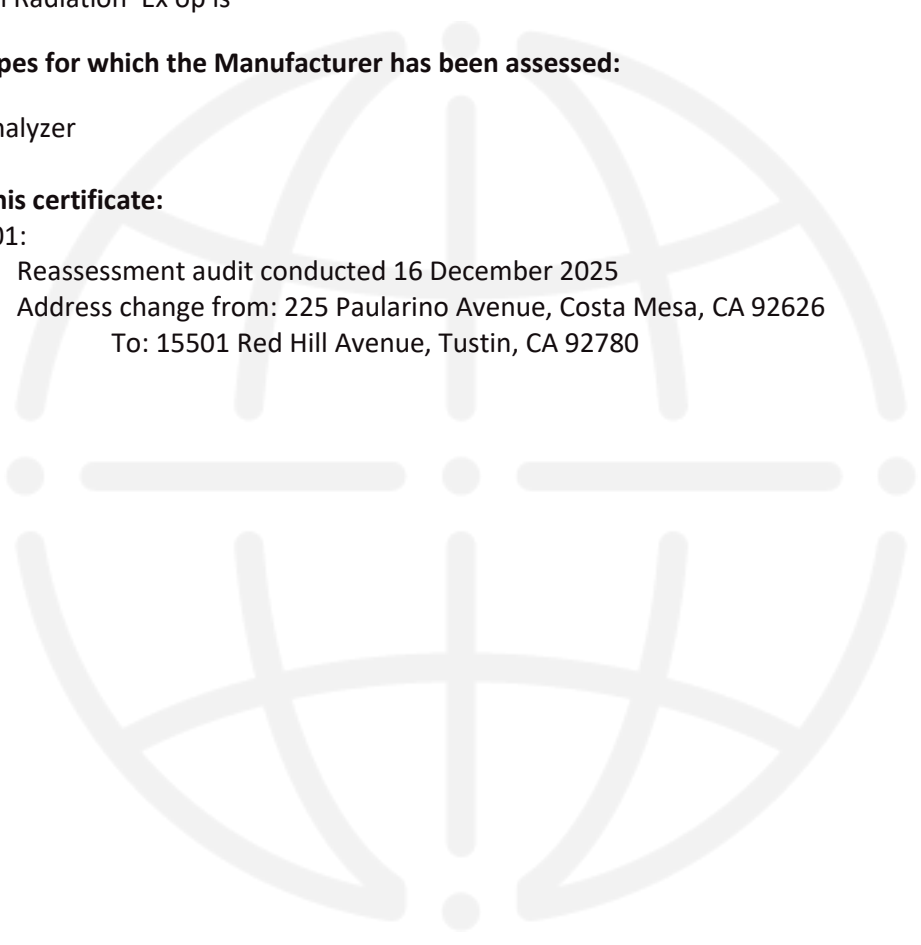 Radiation "Ex op is"
pes for which the Manufacturer has been assessed:
nalyzer
his certificate:
01:
Reassessment audit conducted 16 December 2025
Address change from: 225 Paularino Avenue, Costa Mesa, CA 92626
To: 15501 Red Hill Avenue, Tustin, CA 92780